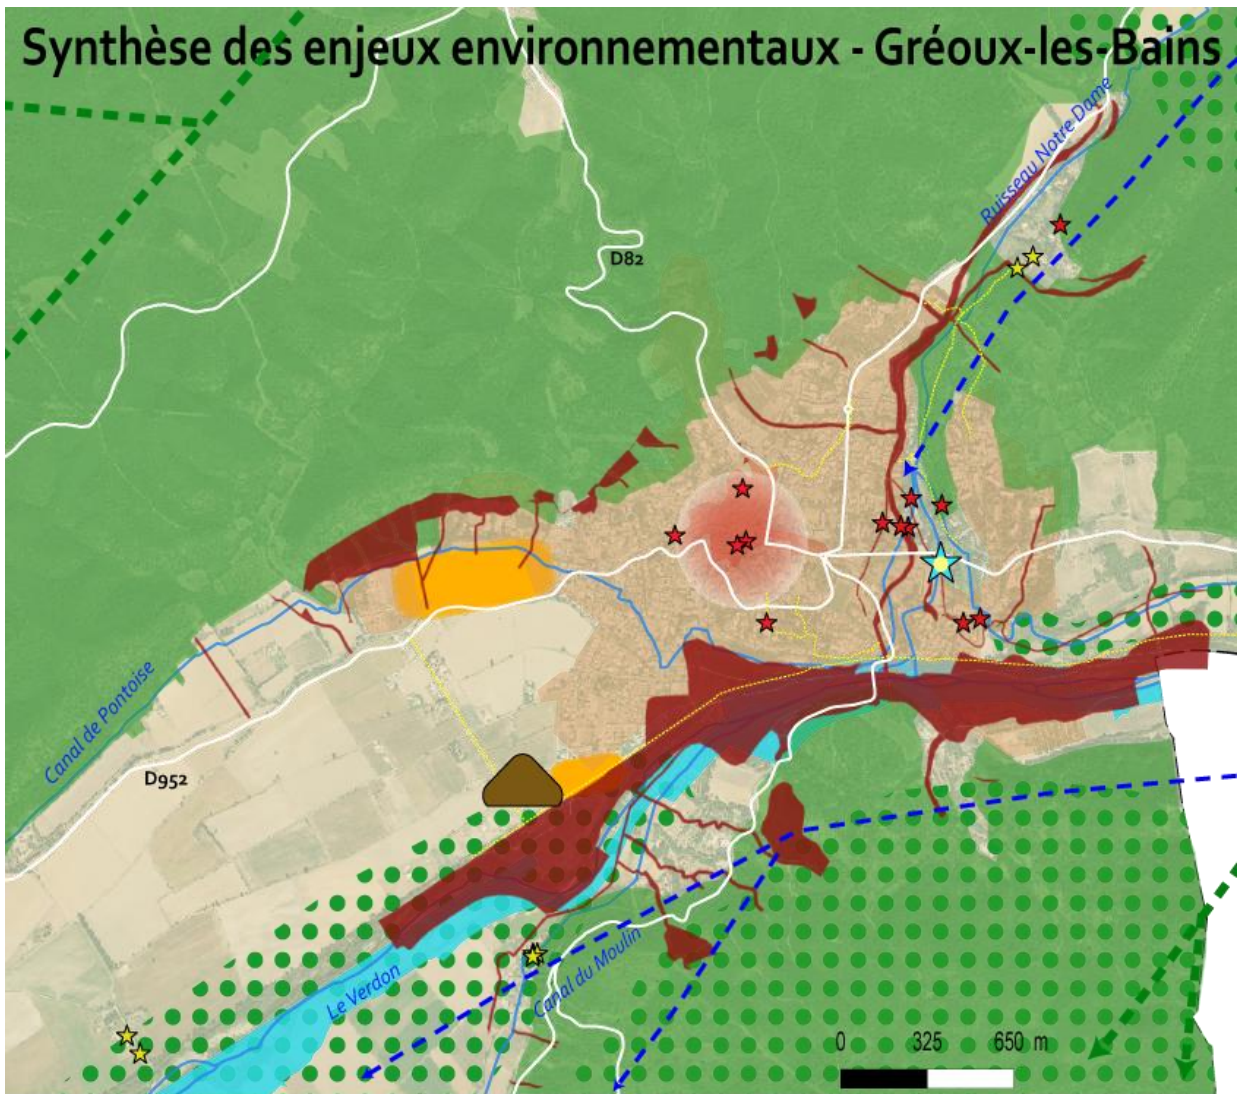 Synthèse des enjeux environnementaux - Gréoux-les-Bains
Ruisseau Notre Dame
D82
Canal de Pontoise
D952
Le Verdon
Canal du Moulin
0 325 650 m